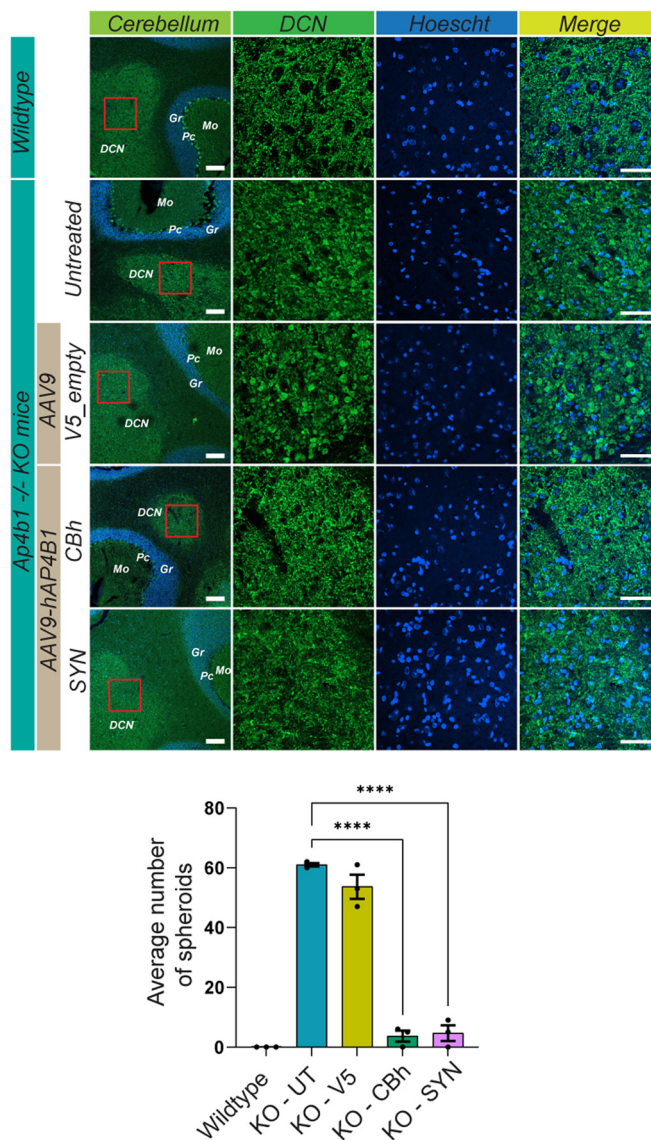 Cerebellum DCN Hoescht Merge
Wildtype
Gr
Mo
Pc
DCN
Ap4b1 -/- KO mice
Untreated
Mo
Pc
Gr
DCN
AAV9
V5_empty
Mo
Pc
Gr
DCN
AAV9-hAP4B1
CBh
DCN
Pc
Mo
Gr
SYN
Gr
Pc
Mo
DCN
Average number
of spheroids
80
60
40
20
0
****
****
Wildtype
KO - UT
KO - V5
KO - CBh
KO - SYN